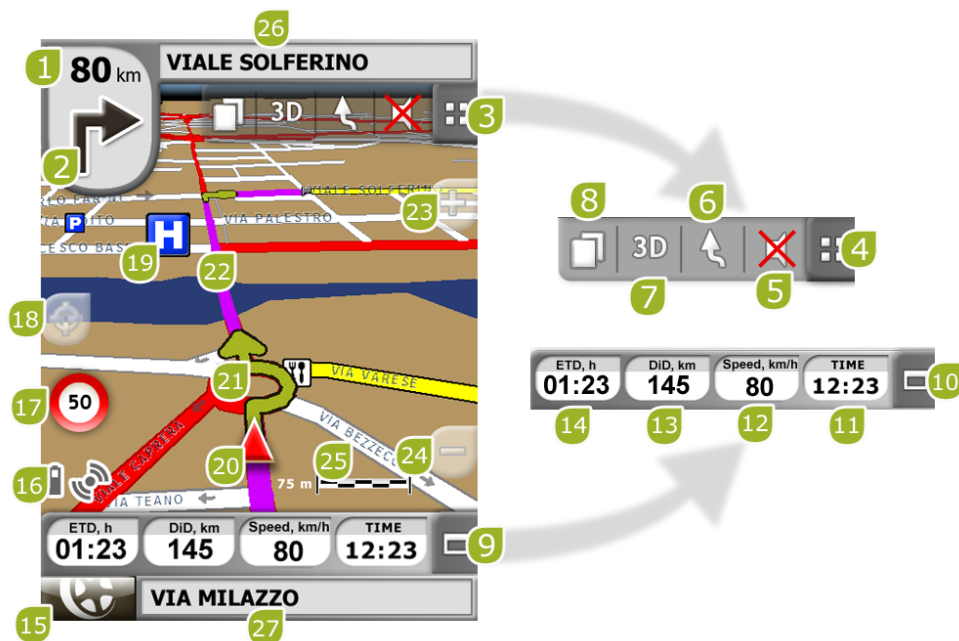 26
1
80 km
VIALE SOLFERINO
2
3D
3
VIALE SOLFERINO
23
P
VIA PALESTRO
H
19
22
8
6
3D
4
7
5
18
21
VIA VARESE
17
50
VIALE CAPRERA
20
25
24
75 m
16
VIA TEANO
ETD, h
01:23
DiD, km
145
Speed, km/h
80
TIME
12:23
9
ETD, h
01:23
DiD, km
145
Speed, km/h
80
TIME
12:23
10
14
13
12
11
15
VIA MILAZZO
27